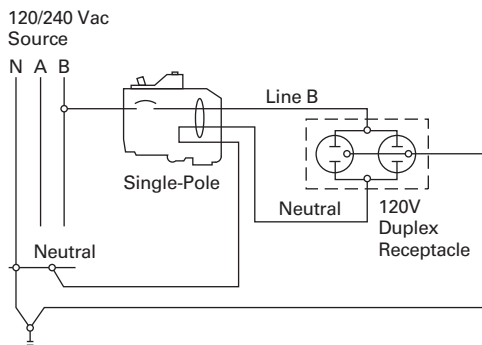 120/240 Vac
Source
N A B
Line B
Single-Pole
Neutral
120V
Duplex
Receptacle
Neutral